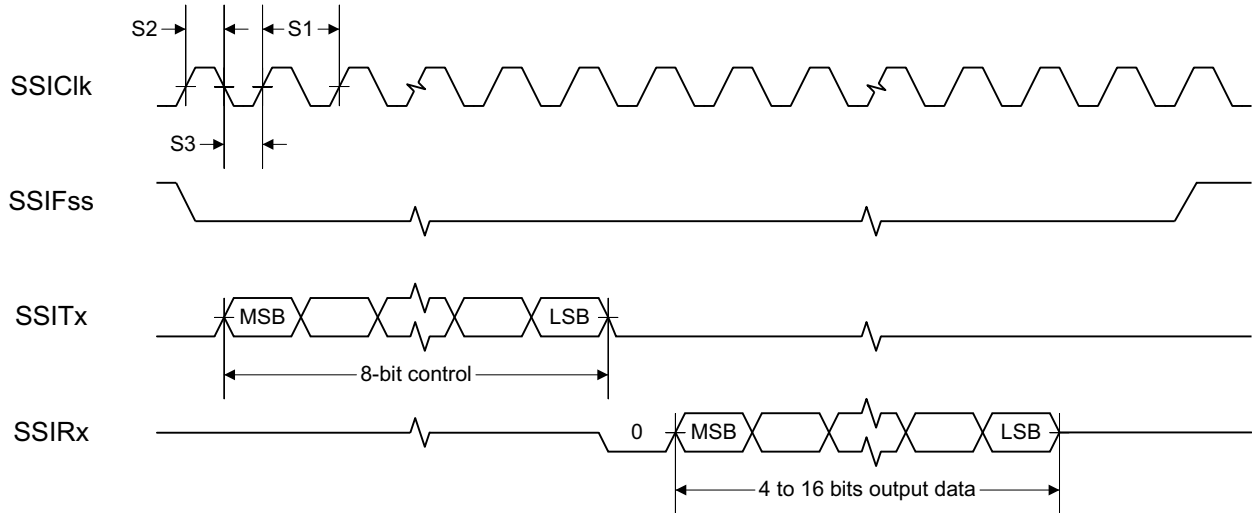 S2
S1
SSIClk
S3
SSIFss
SSITx
MSB
LSB
8-bit control
SSIRx
0
MSB
LSB
4 to 16 bits output data